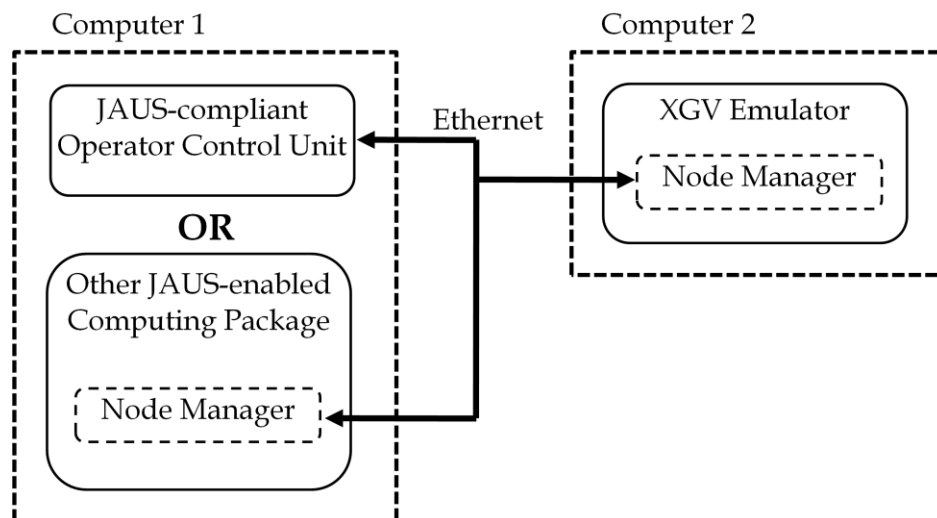 Computer 1
JAUS-compliant
Operator Control Unit
OR
Other JAUS-enabled
Computing Package
Node Manager
Ethernet
Computer 2
XGV Emulator
Node Manager